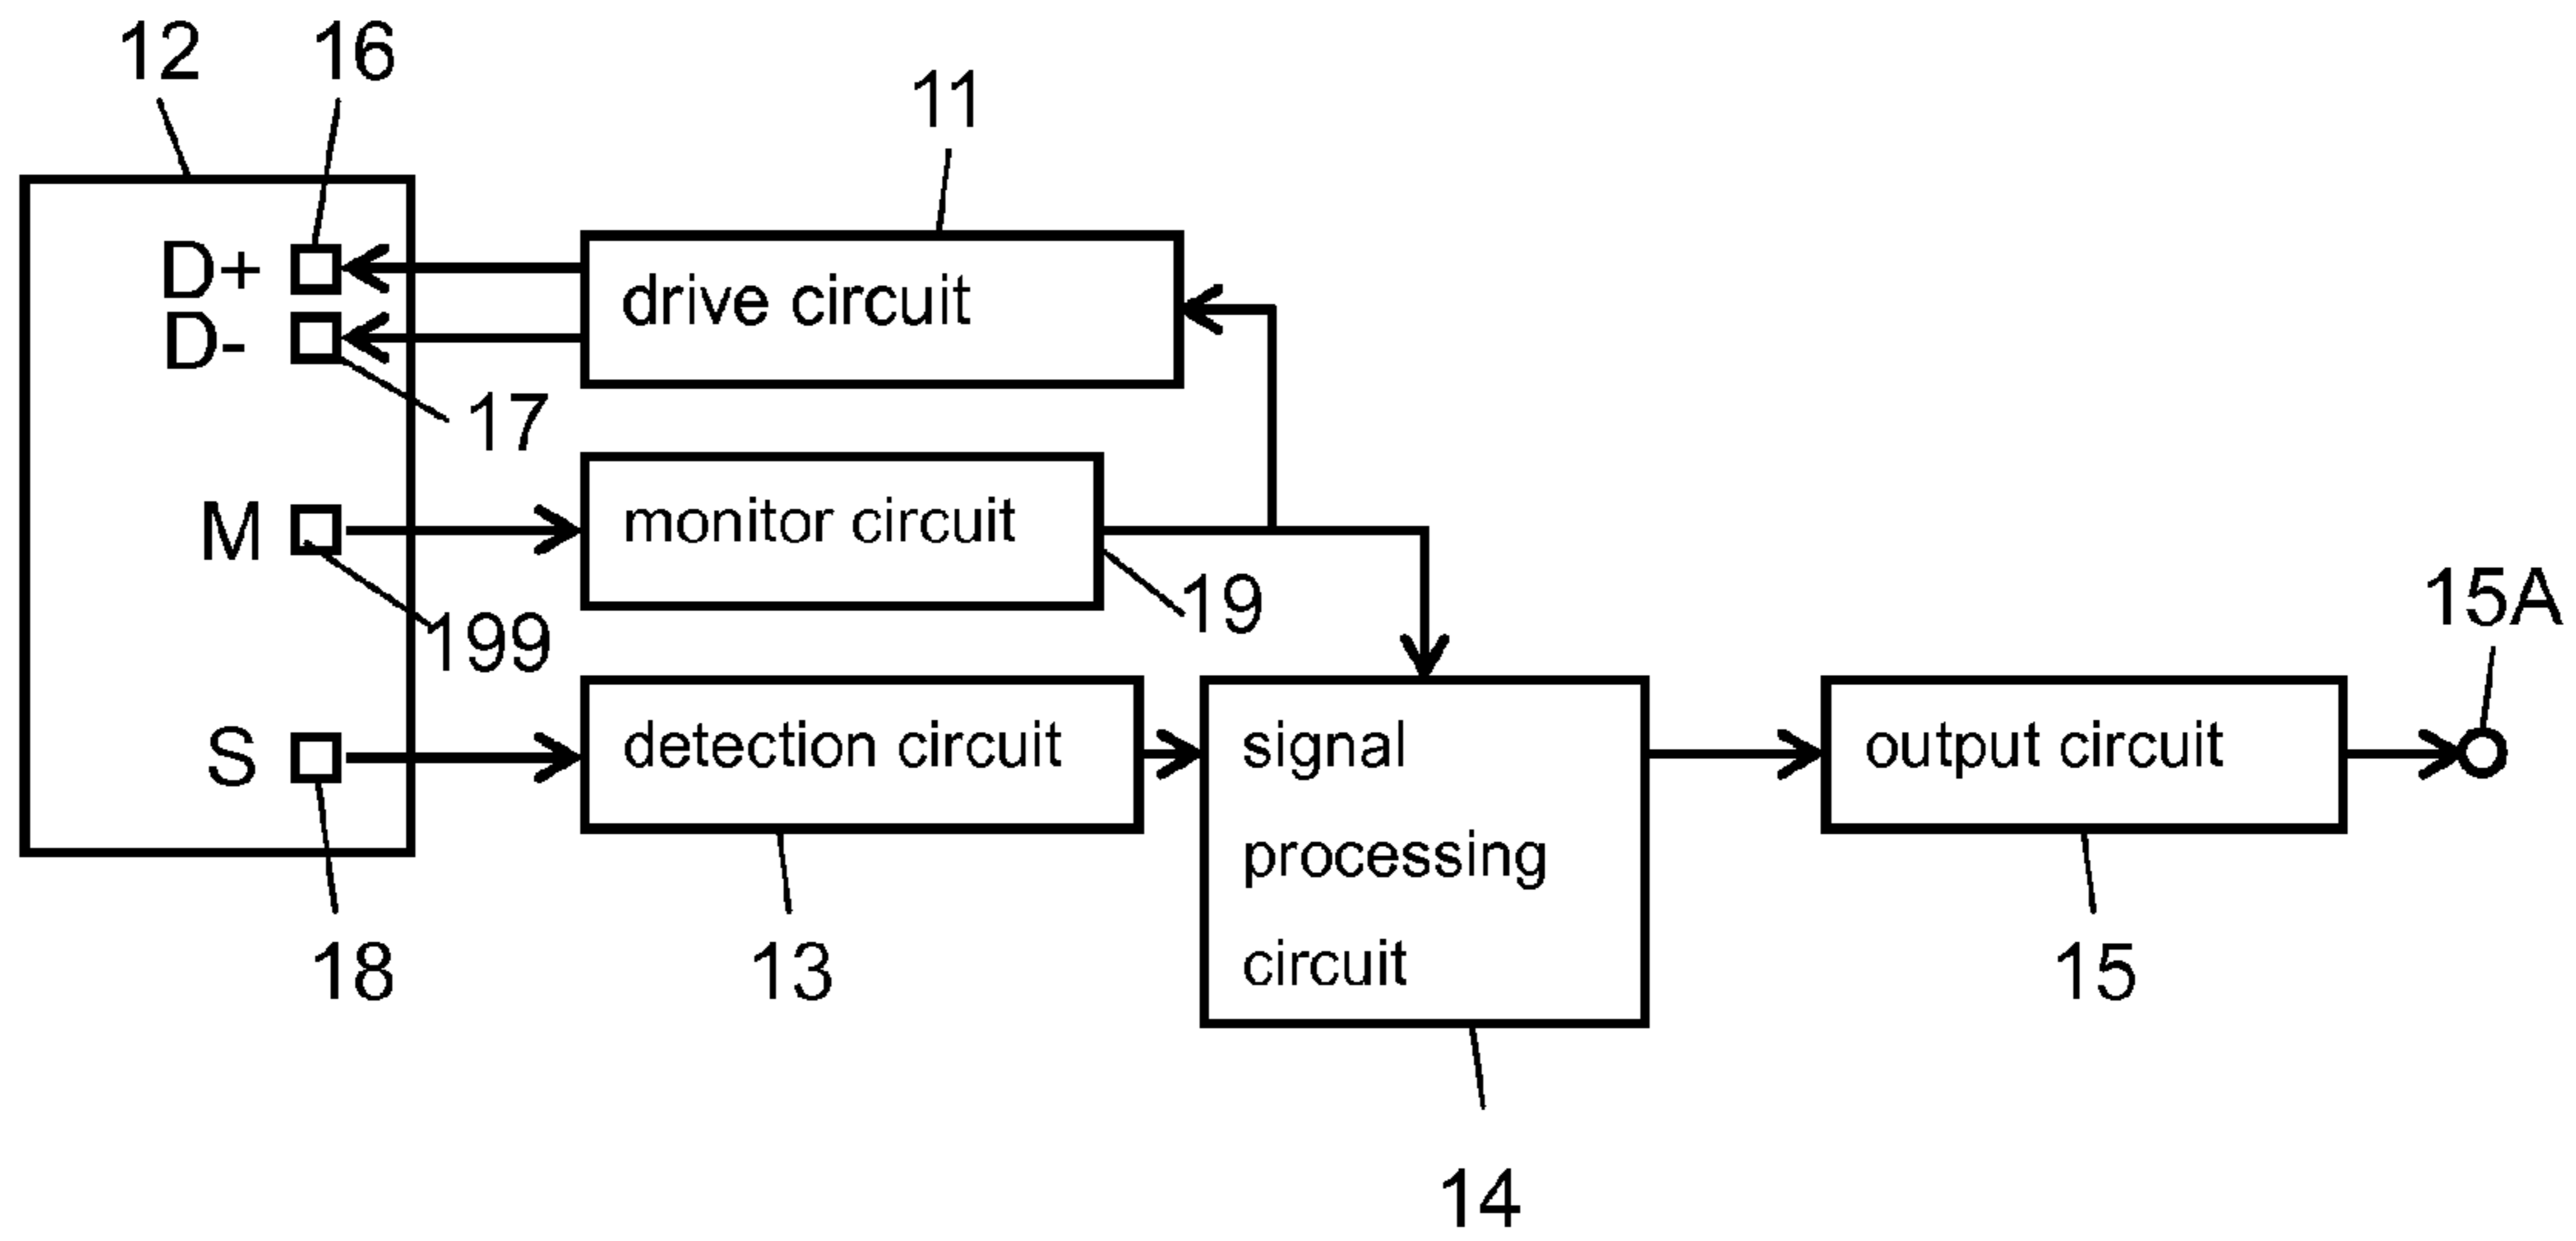 12
16
11
D+
drive circuit
D-
17
M
monitor circuit
199
19
15A
S
detection circuit
signal
processing
circuit
output circuit
18
13
15
14